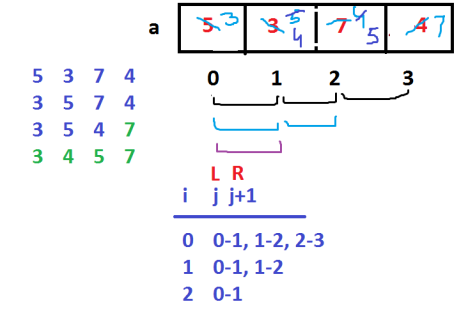 a 5 3 3 5 4 7 4 5 4 7
0 1 2 3
5 3 7 4
3 5 7 4
3 5 4 7
3 4 5 7
L R
i j j+1
0 0-1, 1-2, 2-3
1 0-1, 1-2
2 0-1